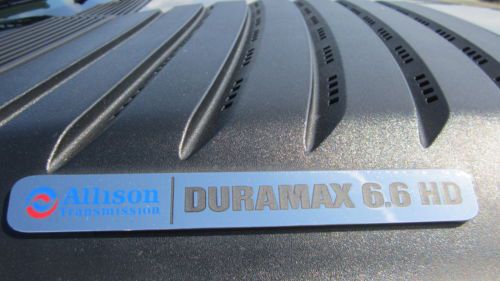 Allison
Transmission
DURAMAX 6.6 HD